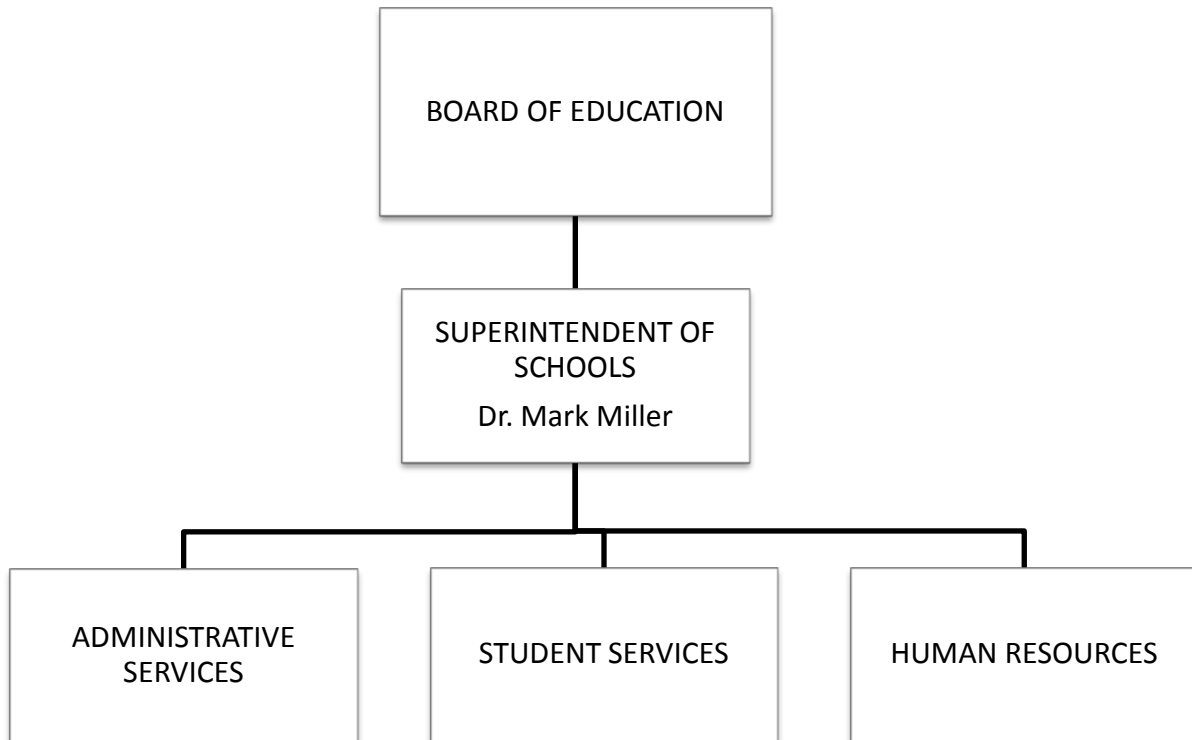 BOARD OF EDUCATION
SUPERINTENDENT OF
SCHOOLS
Dr. Mark Miller
ADMINISTRATIVE
SERVICES
STUDENT SERVICES
HUMAN RESOURCES